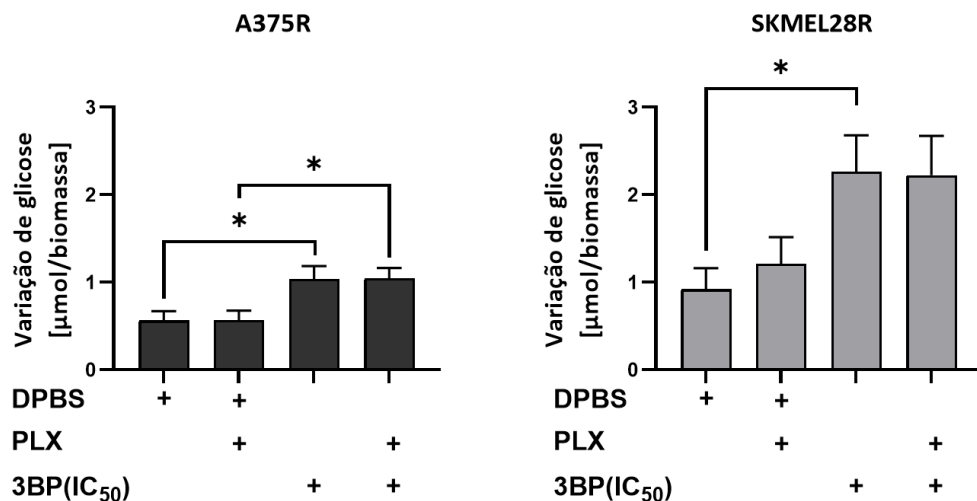 A375R
SKMEL28R
Variação de glicose
[µmol/biomassa]
3
2
1
0
*
*
DPBS + +
PLX + +
3BP(IC₅₀) + +
Variação de glicose
[µmol/biomassa]
3
2
1
0
*
DPBS + +
PLX + +
3BP(IC₅₀) + +